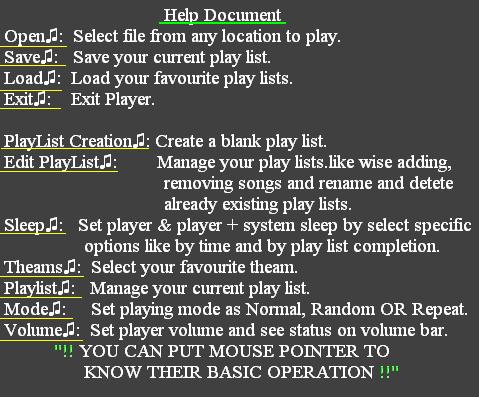 Help Document
Open♫: Select file from any location to play.
Save♫: Save your current play list.
Load♫: Load your favourite play lists.
Exit♫: Exit Player.
PlayList Creation♫: Create a blank play list.
Edit PlayList♫: Manage your play lists.like wise adding,
removing songs and rename and detete
already existing play lists.
Sleep♫: Set player & player + system sleep by select specific
options like by time and by play list completion.
Theams♫: Select your favourite theam.
Playlist♫: Manage your current play list.
Mode♫: Set playing mode as Normal, Random OR Repeat.
Volume♫: Set player volume and see status on volume bar.
"!! YOU CAN PUT MOUSE POINTER TO
KNOW THEIR BASIC OPERATION !!"